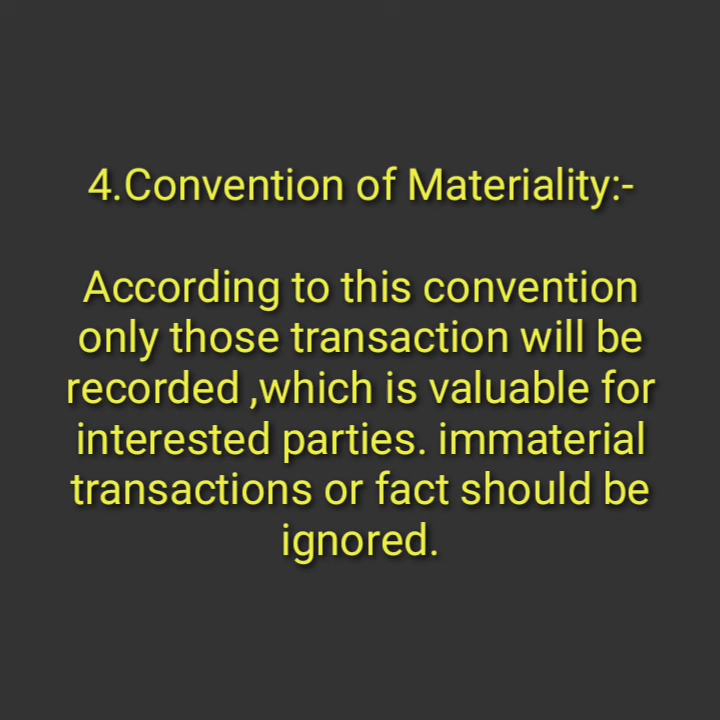 4.Convention of Materiality:-
According to this convention
only those transaction will be
recorded ,which is valuable for
interested parties. immaterial
transactions or fact should be
ignored.